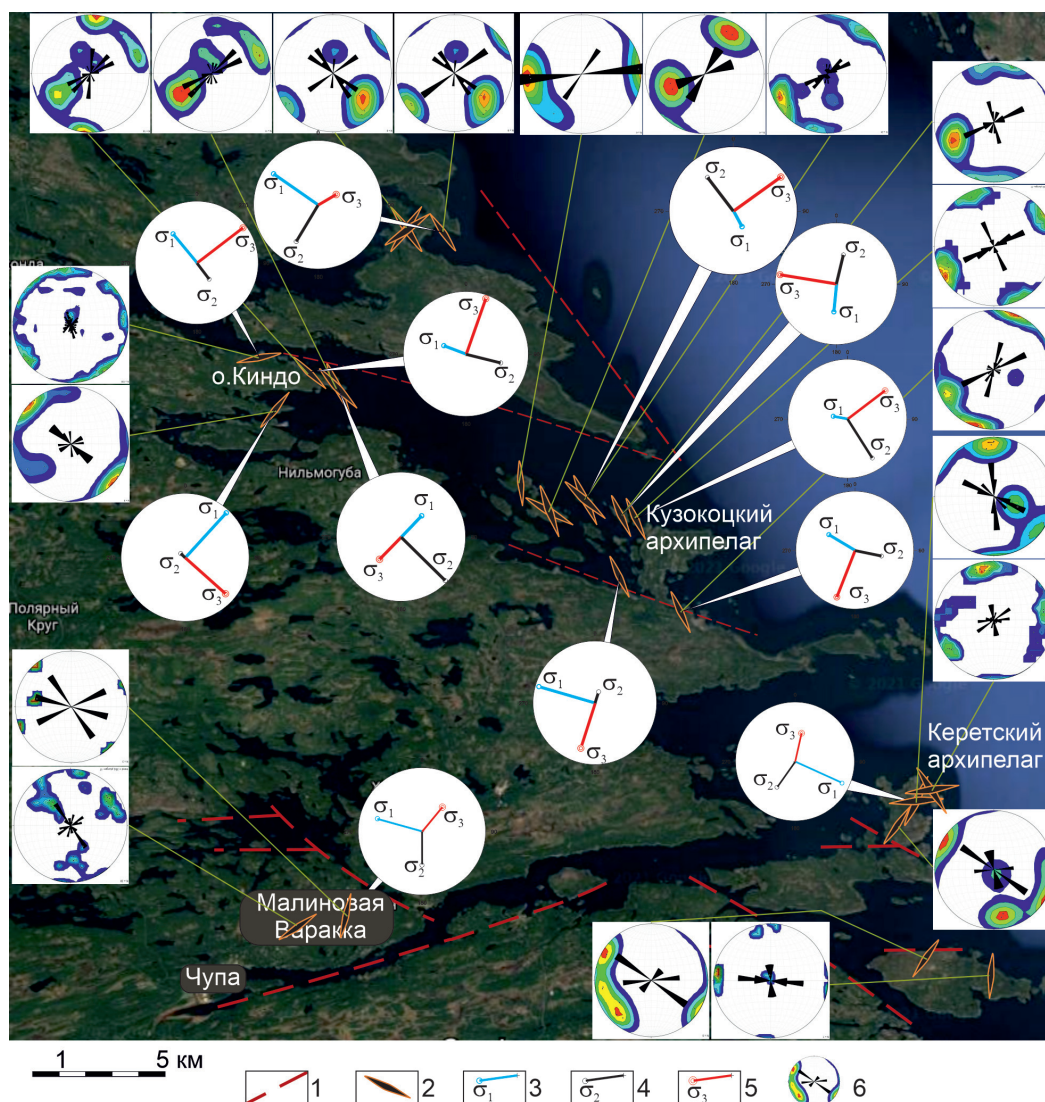 σ₁
σ₃
σ₂
σ₁
σ₃
σ₂
σ₂
σ₃
σ₁
σ₂
σ₃
σ₁
онда
о.Киндо
σ₁
σ₃
σ₂
σ₁
σ₃
σ₂
Нильмогуба
σ₁
σ₂
σ₃
σ₁
σ₂
σ₃
Кузокоцкий
архипелаг
σ₁
σ₂
σ₃
Полярный
Круг
σ₁
σ₂
σ₃
Керетский
архипелаг
σ₃
σ₂
σ₁
σ₁
σ₃
σ₂
Малиновая
Варакка
Чупа
1 5 км
1
2
σ₁ 3
σ₂ 4
σ₃ 5
6